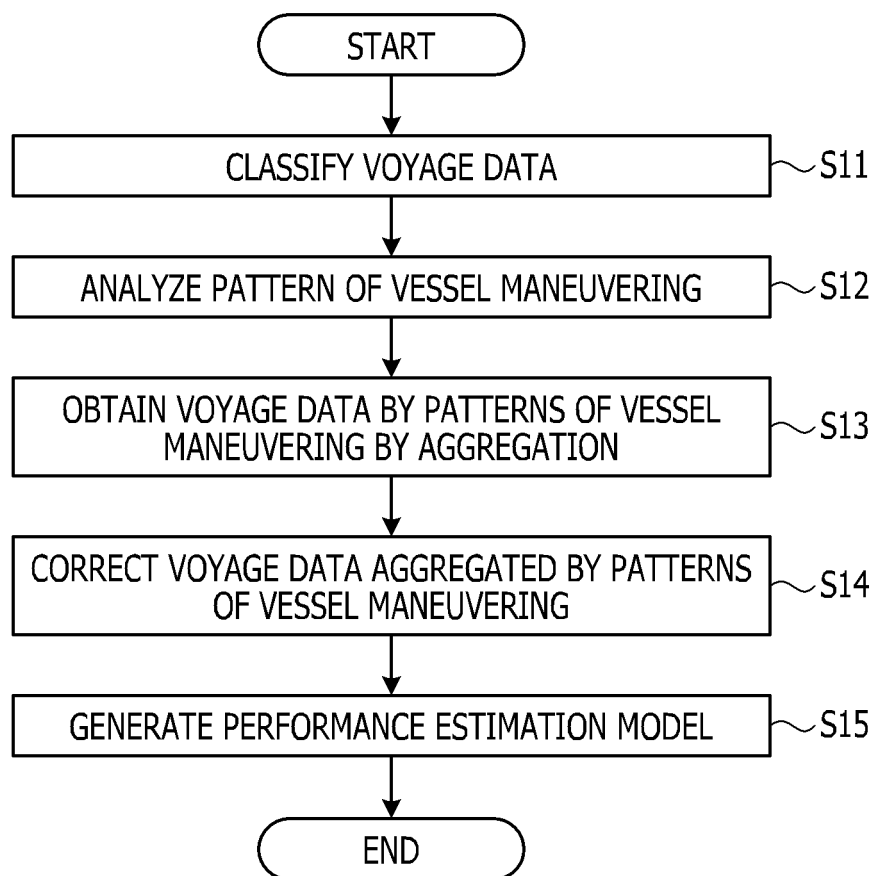 START
CLASSIFY VOYAGE DATA
S11
ANALYZE PATTERN OF VESSEL MANEUVERING
S12
OBTAIN VOYAGE DATA BY PATTERNS OF VESSEL
MANEUVERING BY AGGREGATION
S13
CORRECT VOYAGE DATA AGGREGATED BY PATTERNS
OF VESSEL MANEUVERING
S14
GENERATE PERFORMANCE ESTIMATION MODEL
S15
END